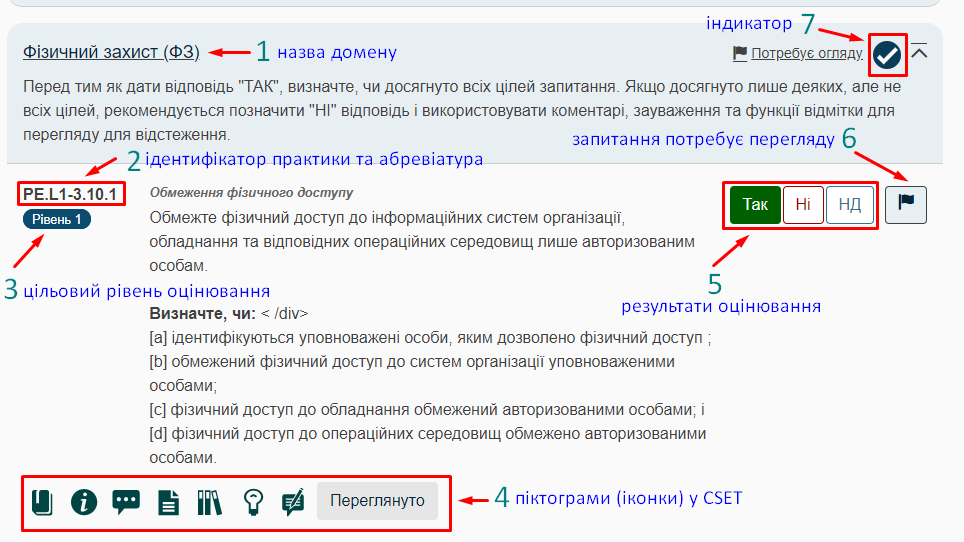 індикатор 7
Фізичний захист (ФЗ) 1 назва домену
Потребує огляду
Перед тим як дати відповідь "ТАК", визначте, чи досягнуто всіх цілей запитання. Якщо досягнуто лише деяких, але не
всіх цілей, рекомендується позначити "НІ" відповідь і використовувати коментарі, зауваження та функції відмітки для
перегляду для відстеження.
запитання потребує перегляду 6
2 ідентифікатор практики та абревіатура
PE.L1-3.10.1
Обмеження фізичного доступу
Так Ні НД
Рівень 1
Обмежте фізичний доступ до інформаційних систем організації,
обладнання та відповідних операційних середовищ лише авторизованим
особам.
3 цільовий рівень оцінювання
5
результати оцінювання
Визначте, чи: < /div>
[a] ідентифікуються уповноважені особи, яким дозволено фізичний доступ ;
[b] обмежений фізичний доступ до систем організації уповноваженими
особами;
[c] фізичний доступ до обладнання обмежений авторизованими особами; і
[d] фізичний доступ до операційних середовищ обмежено авторизованими
особами.
Переглянуто
4 піктограми (іконки) у CSET